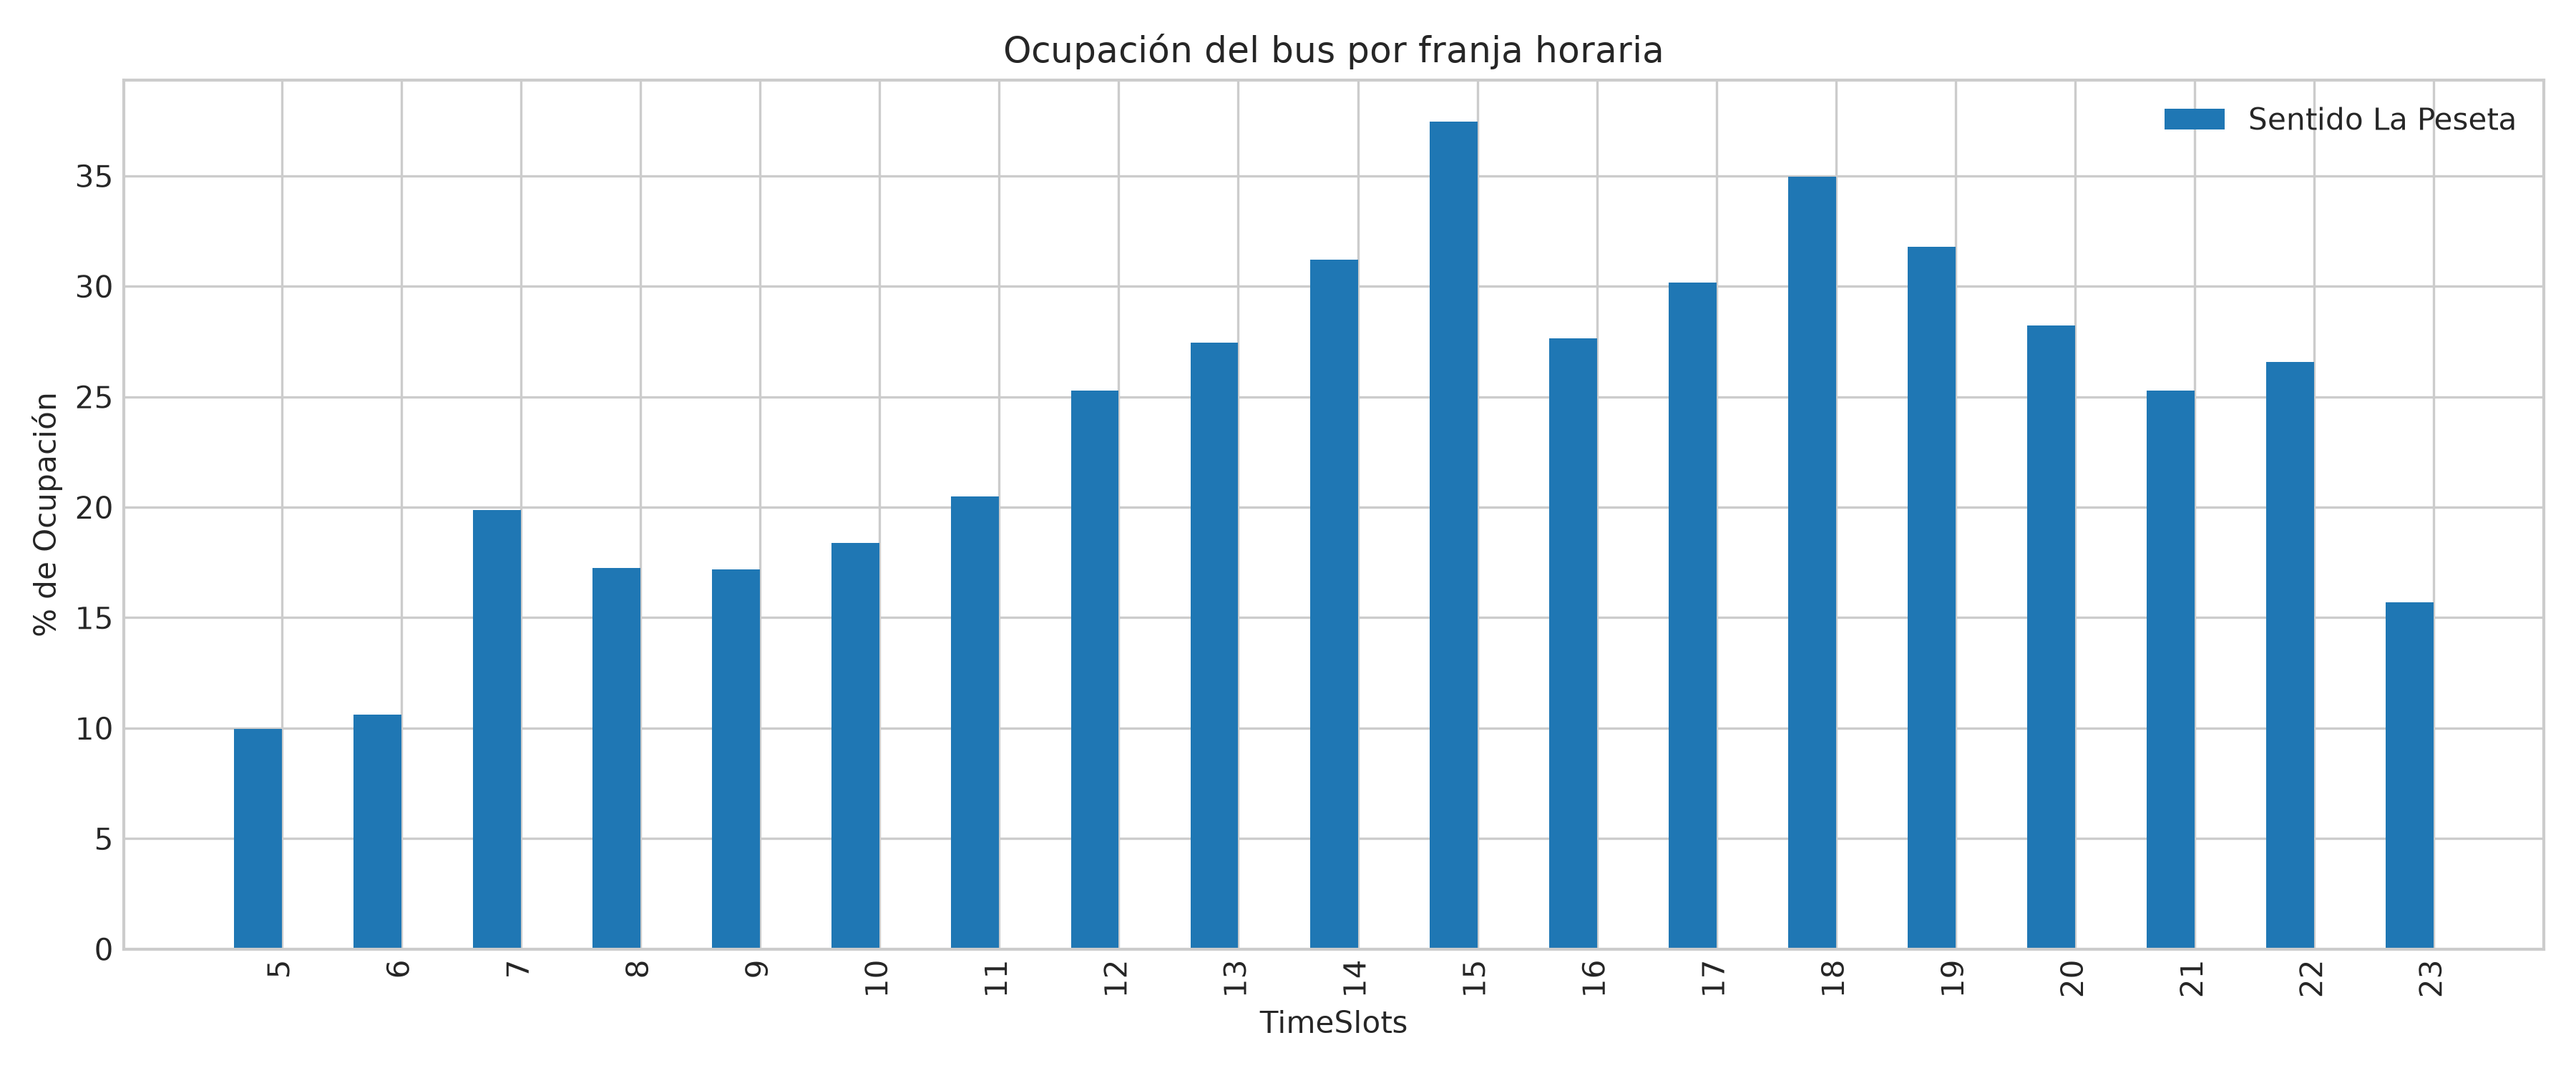 Ocupación del bus por franja horaria
Sentido La Peseta
% de Ocupación
35
30
25
20
15
10
5
0
5 6 7 8 9 10 11 12 13 14 15 16 17 18 19 20 21 22 23
TimeSlots